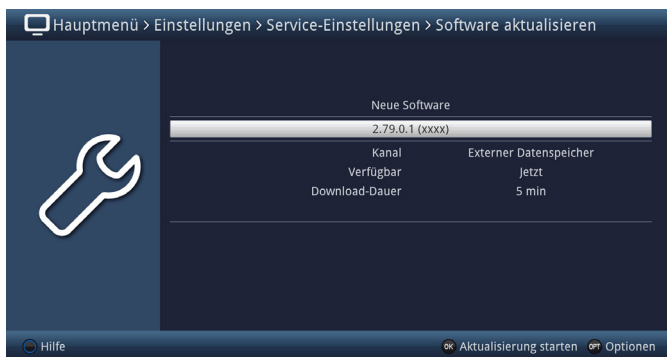 Hauptmenü > Einstellungen > Service-Einstellungen > Software aktualisieren
Neue Software
2.79.0.1 (xxxx)
Kanal Externer Datenspeicher
Verfügbar Jetzt
Download-Dauer 5 min
Hilfe OK Aktualisierung starten OPT Optionen